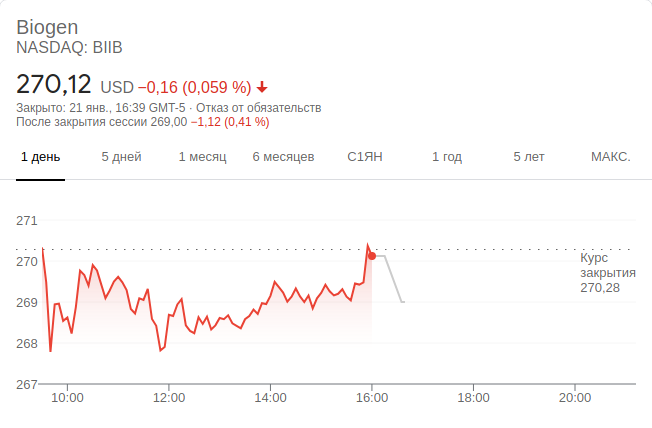 Biogen
NASDAQ: BIIB
270,12 USD −0,16 (0,059 %)
Закрыто: 21 янв., 16:39 GMT-5 · Отказ от обязательств
После закрытия сессии 269,00 −1,12 (0,41 %)
1 день 5 дней 1 месяц 6 месяцев С1ЯН 1 год 5 лет МАКС.
271
270
269
268
267
Курс
закрытия
270,28
10:00 12:00 14:00 16:00 18:00 20:00